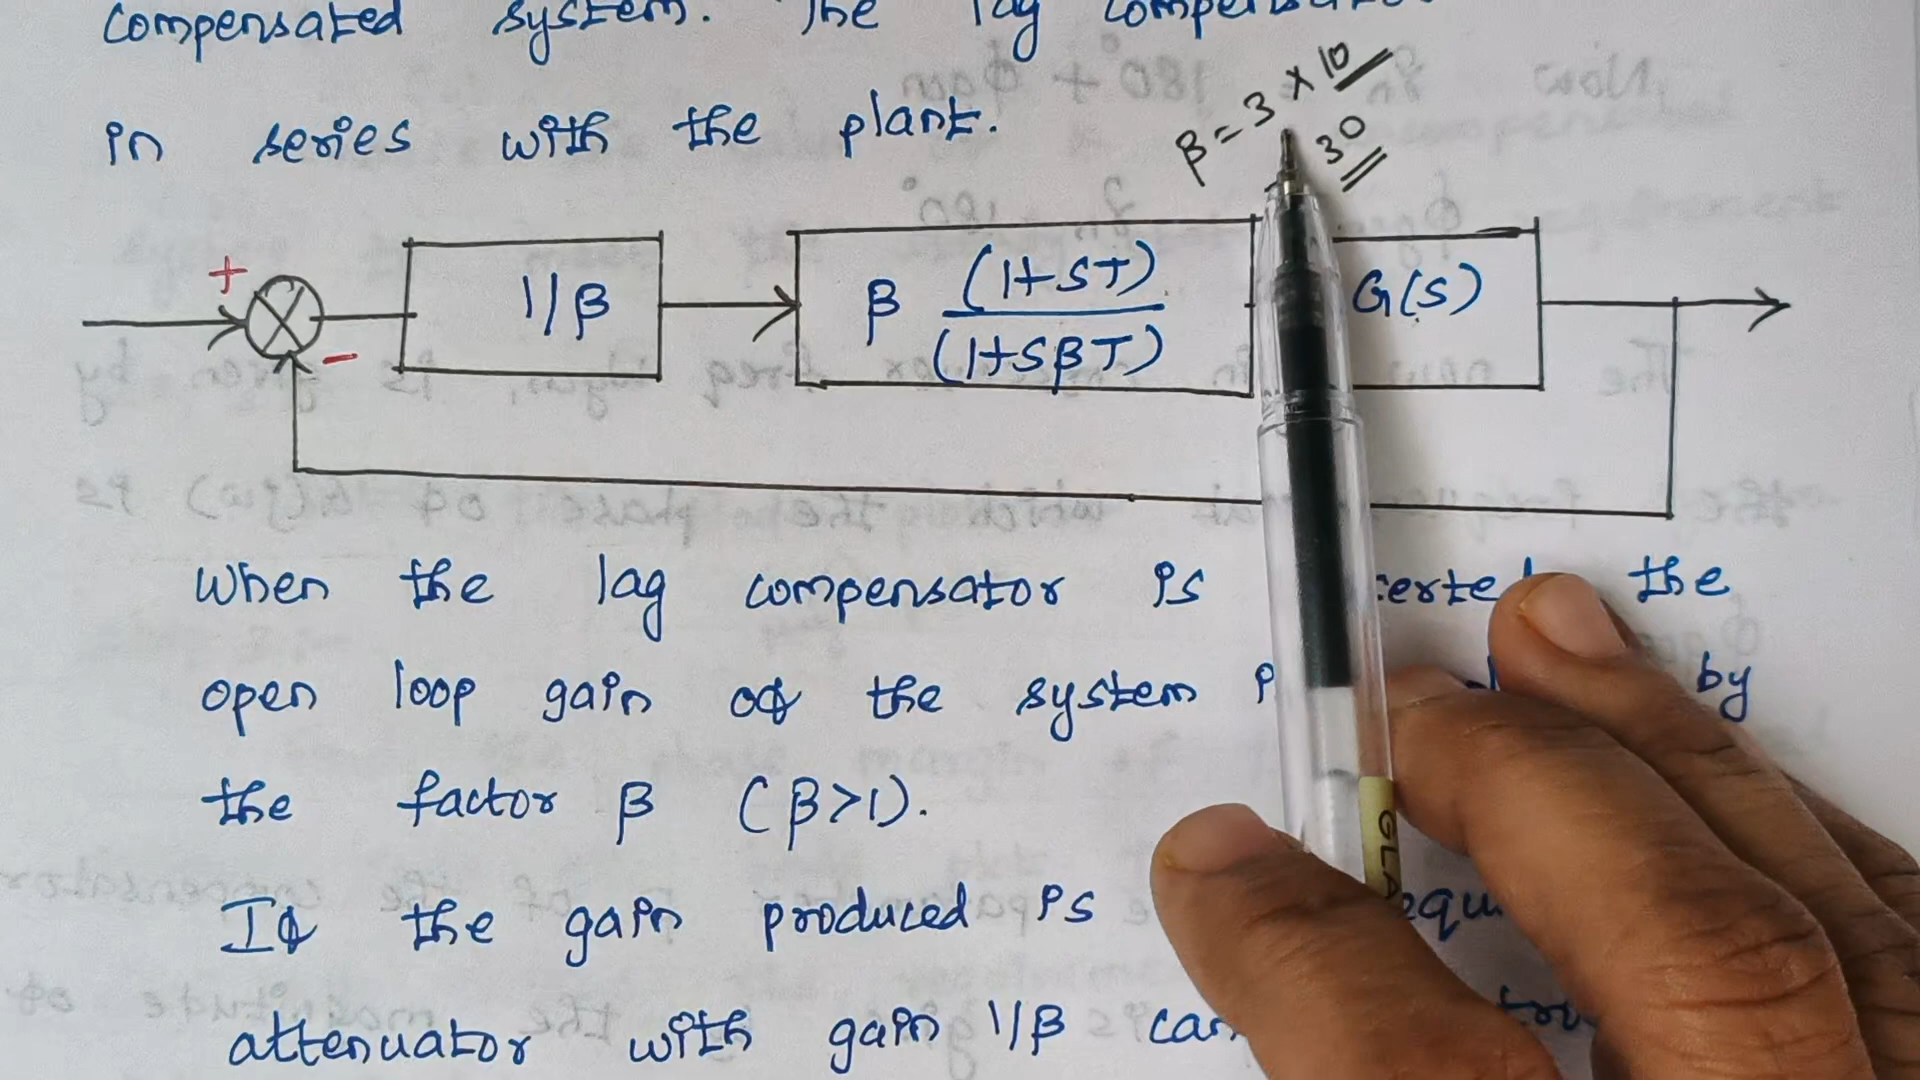 compensated system. The lag
in series with the plant.
β = 3 × 10
30
+
1/β
β (1+ST)
(1+SβT)
G(S)
−
When the lag compensator is the
open loop gain of the system by
the factor β (β>1).
If the gain produced is
attenuator with gain 1/β